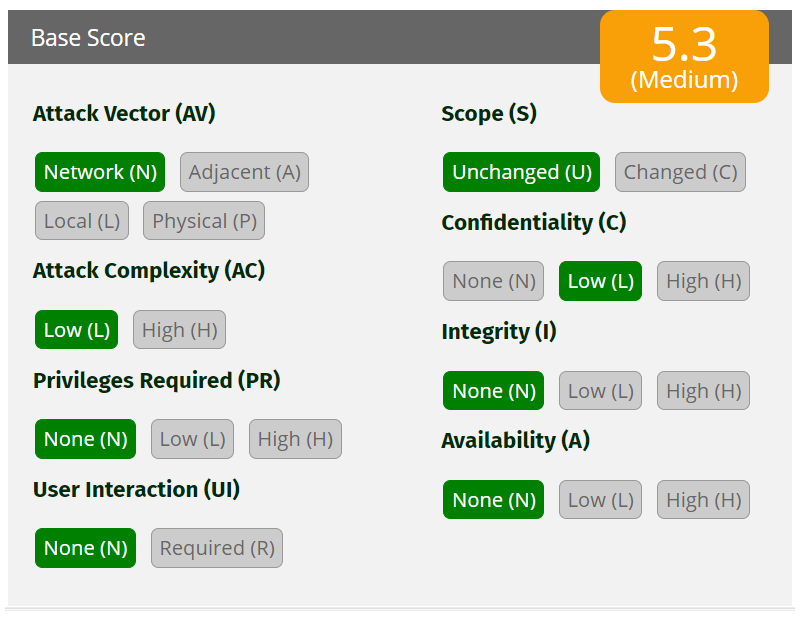 Base Score
5.3
(Medium)
Attack Vector (AV)
Network (N) Adjacent (A)
Local (L) Physical (P)
Attack Complexity (AC)
Low (L) High (H)
Privileges Required (PR)
None (N) Low (L) High (H)
User Interaction (UI)
None (N) Required (R)
Scope (S)
Unchanged (U) Changed (C)
Confidentiality (C)
None (N) Low (L) High (H)
Integrity (I)
None (N) Low (L) High (H)
Availability (A)
None (N) Low (L) High (H)